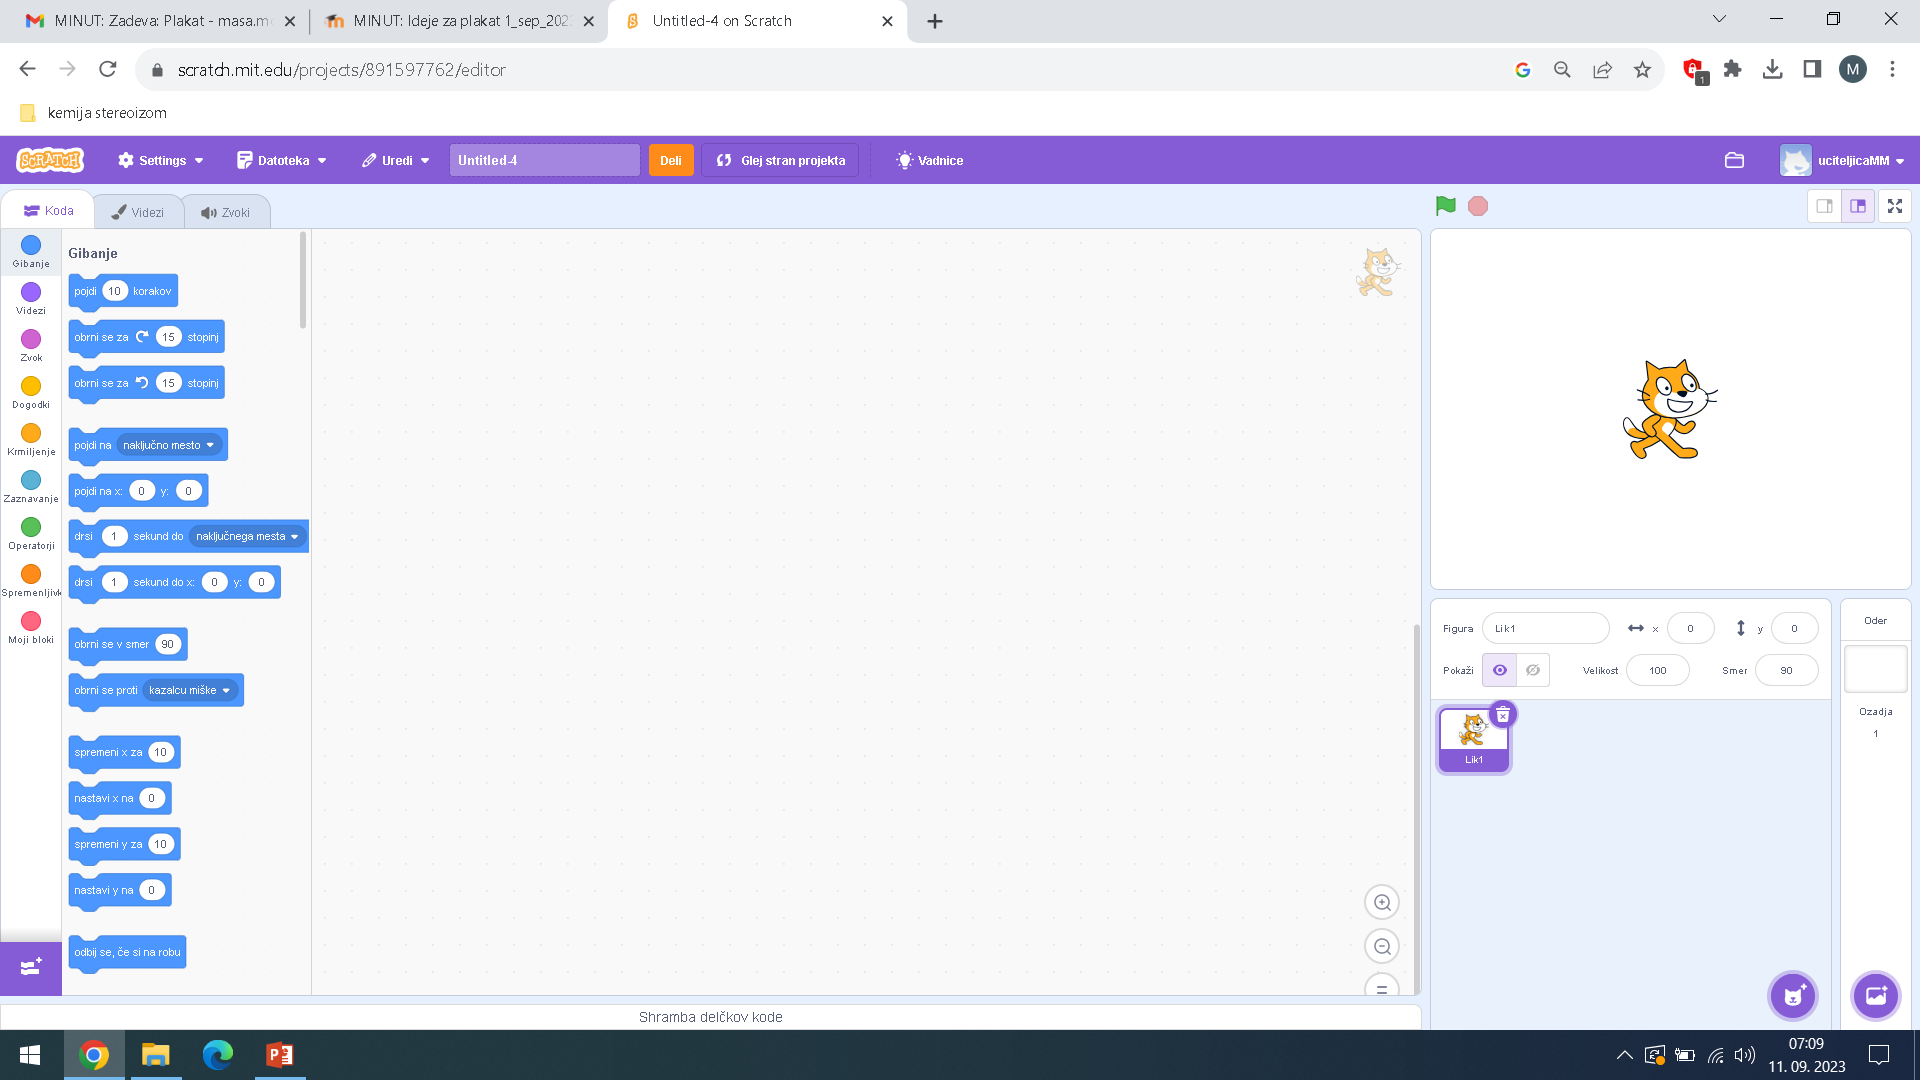 MINUT: Zadeva: Plakat - masa.m
MINUT: Ideje za plakat 1_sep_202
Untitled-4 on Scratch
scratch.mit.edu/projects/891597762/editor
1
M
kemija stereoizom
SCRATCH
Settings
Datoteka
Uredi
Untitled-4
Deli
Glej stran projekta
Vadnice
uciteljicaMM
Koda
Videzi
Zvoki
Gibanje
Videzi
Zvok
Dogodki
Krmiljenje
Zaznavanje
Operatorji
Spremenljivk
Moji bloki
Gibanje
pojdi 10 korakov
obrni se za 15 stopinj
obrni se za 15 stopinj
pojdi na naključno mesto
pojdi na x: 0 y: 0
drsi 1 sekund do naključnega mesta
drsi 1 sekund do x: 0 y: 0
obrni se v smer 90
obrni se proti kazalcu miške
spremeni x za 10
nastavi x na 0
spremeni y za 10
nastavi y na 0
odbij se, če si na robu
Shramba delčkov kode
Figura Lik1 x 0 y 0
Pokaži Velikost 100 Smer 90
Lik1
Oder
Ozadja
1
07:09
11. 09. 2023